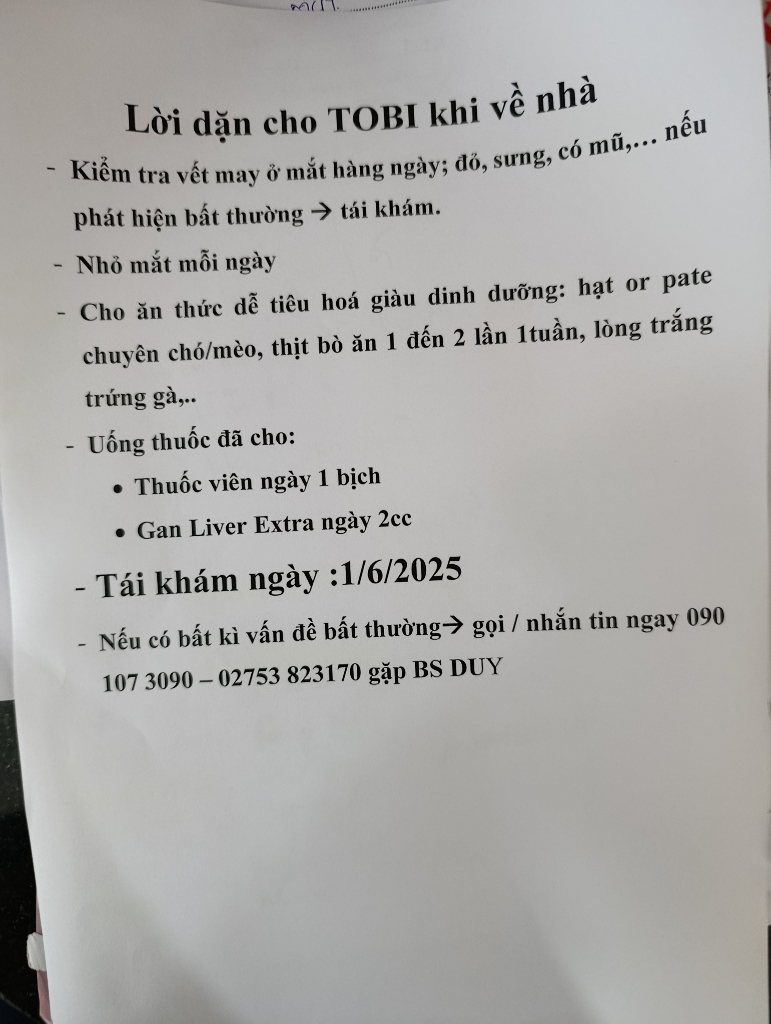 Lời dặn cho TOBI khi về nhà
- Kiểm tra vết may ở mắt hàng ngày; đỏ, sưng, có mũ,... nếu
phát hiện bất thường → tái khám.
- Nhỏ mắt mỗi ngày
- Cho ăn thức dễ tiêu hoá giàu dinh dưỡng: hạt or pate
chuyên chó/mèo, thịt bò ăn 1 đến 2 lần 1tuần, lòng trắng
trứng gà,..
- Uống thuốc đã cho:
• Thuốc viên ngày 1 bịch
• Gan Liver Extra ngày 2cc
- Tái khám ngày :1/6/2025
- Nếu có bất kì vấn đề bất thường→ gọi / nhắn tin ngay 090
107 3090 – 02753 823170 gặp BS DUY